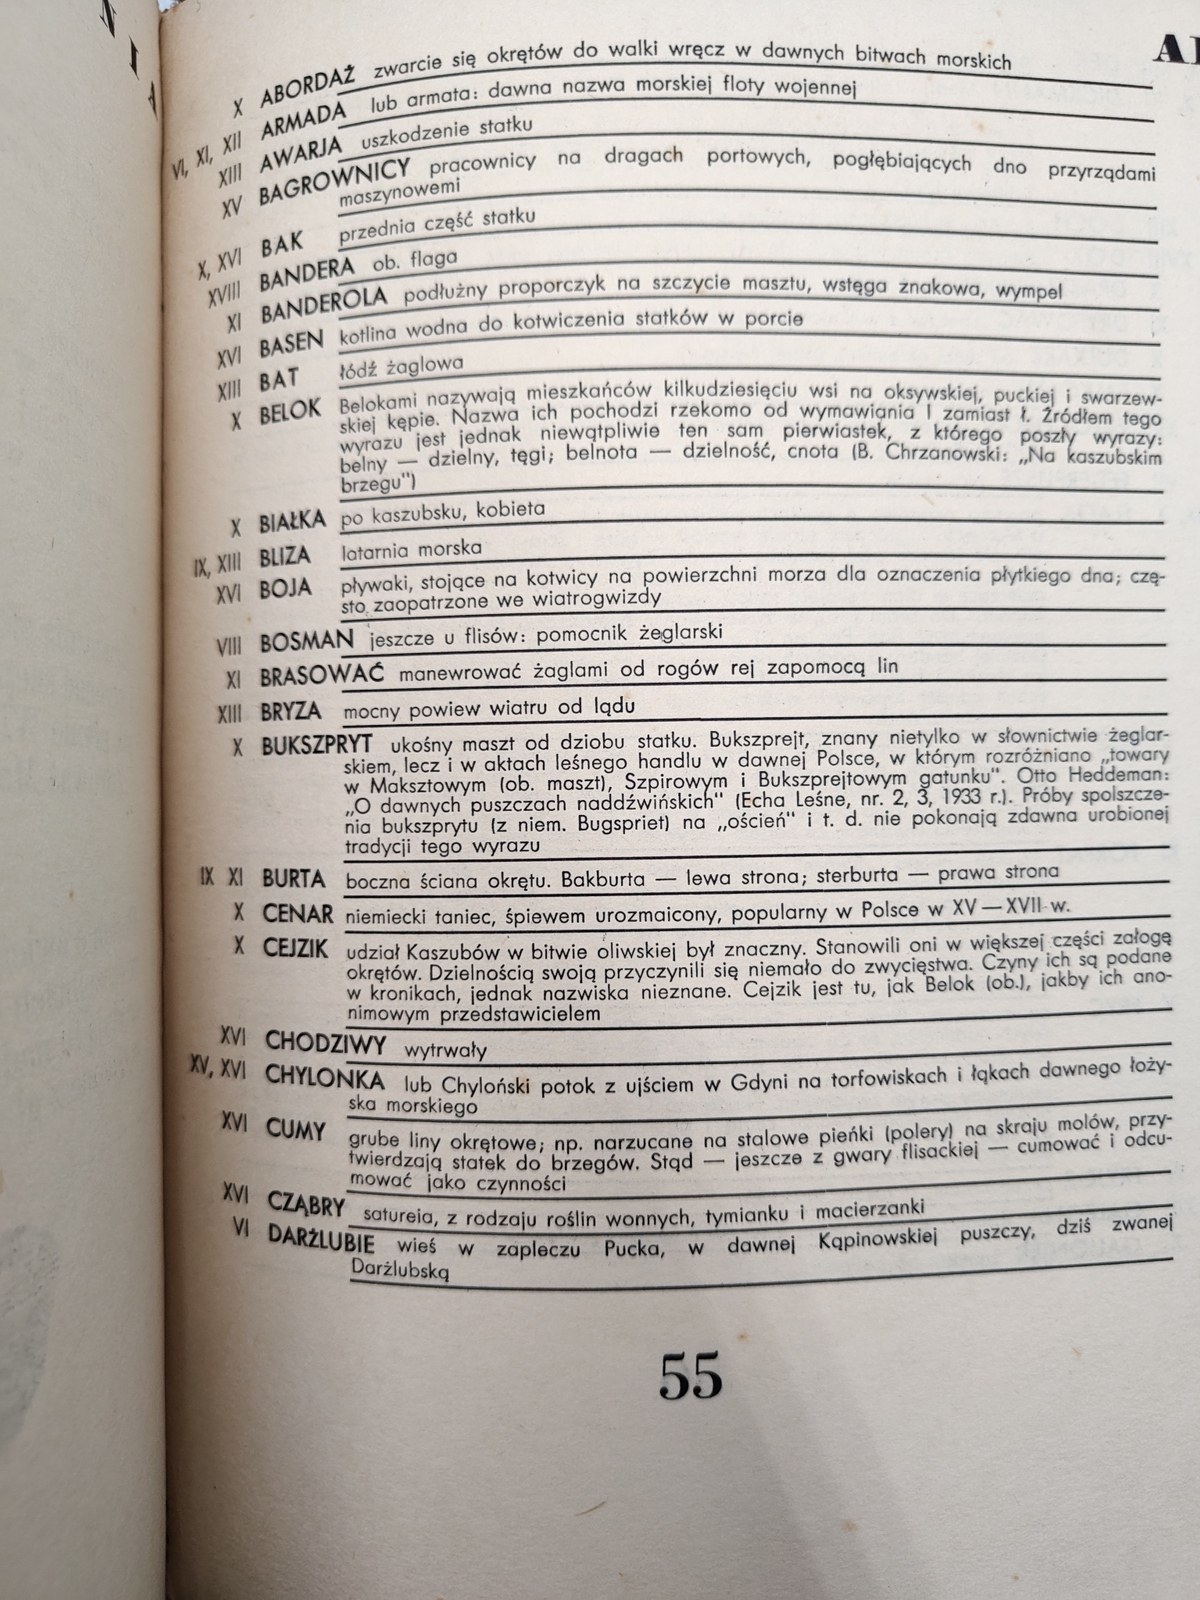 N
I
A
AD
X ABORDAŻ zwarcie się okrętów do walki wręcz w dawnych bitwach morskich
VI, XI, XII ARMADA lub armata: dawna nazwa morskiej floty wojennej
XIII AWARJA uszkodzenie statku
XV BAGROWNICY pracownicy na dragach portowych, pogłębiających dno przyrządami
maszynowemi
X, XVI BAK przednia część statku
XVIII BANDERA ob. flaga
XI BANDEROLA podłużny proporczyk na szczycie masztu, wstęga znakowa, wympel
XVI BASEN kotlina wodna do kotwiczenia statków w porcie
XIII BAT łódź żaglowa
X BELOK Belokami nazywają mieszkańców kilkudziesięciu wsi na oksywskiej, puckiej i swarzew-
skiej kępie. Nazwa ich pochodzi rzekomo od wymawiania l zamiast ł. Źródłem tego
wyrazu jest jednak niewątpliwie ten sam pierwiastek, z którego poszły wyrazy:
belny — dzielny, tęgi; belnota — dzielność, cnota (B. Chrzanowski: „Na kaszubskim
brzegu")
X BIAŁKA po kaszubsku, kobieta
IX, XIII BLIZA latarnia morska
XVI BOJA pływaki, stojące na kotwicy na powierzchni morza dla oznaczenia płytkiego dna; czę-
sto zaopatrzone we wiatrogwizdy
VIII BOSMAN jeszcze u flisów: pomocnik żeglarski
XI BRASOWAĆ manewrować żaglami od rogów rej zapomocą lin
XIII BRYZA mocny powiew wiatru od lądu
X BUKSZPRYT ukośny maszt od dziobu statku. Bukszprejt, znany nietylko w słownictwie żeglar-
skiem, lecz i w aktach leśnego handlu w dawnej Polsce, w którym rozróżniano „towary
w Maksztowym (ob. maszt), Szpirowym i Bukszprejtowym gatunku". Otto Heddeman:
„O dawnych puszczach naddźwińskich" (Echa Leśne, nr. 2, 3, 1933 r.). Próby spolszcze-
nia bukszprytu (z niem. Bugspriet) na „oścień" i t. d. nie pokonają zdawna urobionej
tradycji tego wyrazu
IX XI BURTA boczna ściana okrętu. Bakburta — lewa strona; sterburta — prawa strona
X CENAR niemiecki taniec, śpiewem urozmaicony, popularny w Polsce w XV — XVII w.
X CEJZIK udział Kaszubów w bitwie oliwskiej był znaczny. Stanowili oni w większej części załogę
okrętów. Dzielnością swoją przyczynili się niemało do zwycięstwa. Czyny ich są podane
w kronikach, jednak nazwiska nieznane. Cejzik jest tu, jak Belok (ob.), jakby ich ano-
nimowym przedstawicielem
XVI CHODZIWY wytrwały
XV, XVI CHYLONKA lub Chyloński potok z ujściem w Gdyni na torfowiskach i łąkach dawnego łoży-
ska morskiego
XVI CUMY grube liny okrętowe; np. narzucane na stalowe pieńki (polery) na skraju molów, przy-
twierdzają statek do brzegów. Stąd — jeszcze z gwary flisackiej — cumować i odcu-
mować jako czynności
XVI CZĄBRY satureia, z rodzaju roślin wonnych, tymianku i macierzanki
VI DARŻLUBIE wieś w zapleczu Pucka, w dawnej Kąpinowskiej puszczy, dziś zwanej
Darżlubską
55